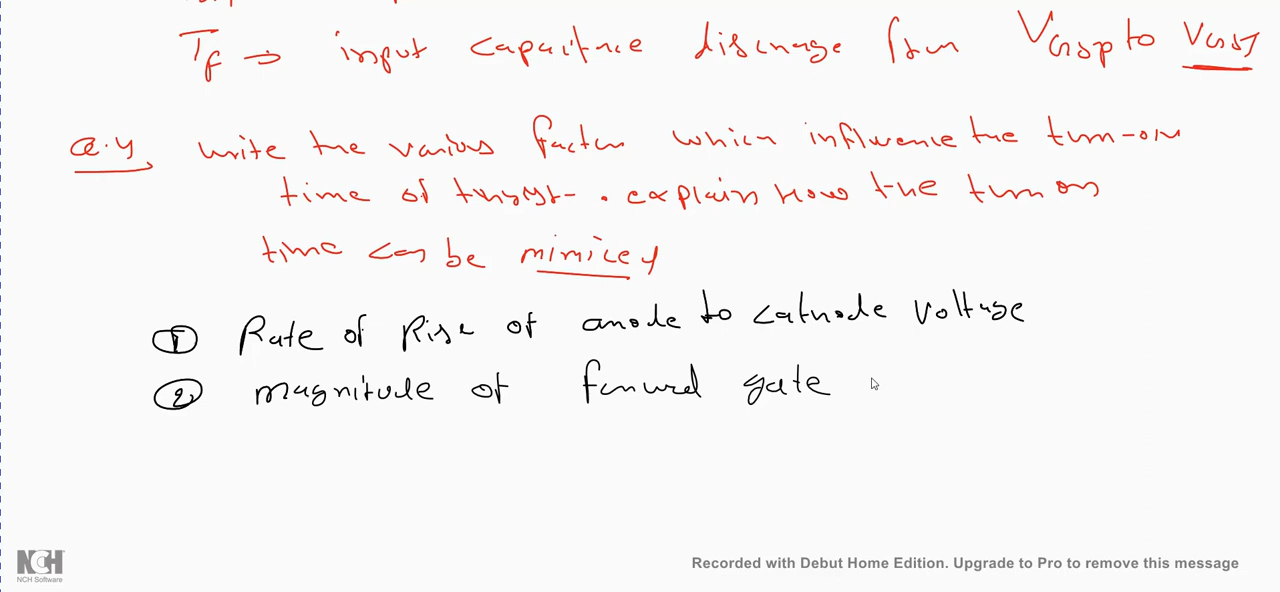 Tf → input capacitance discharge from VGSP to VGST
Q.4, write the various factor which influence the turn-on
time of thyrist- . explain how the turn on
time can be
① Rate of Rise of anode to cathode voltage
② magnitude of forward gate
NCH
NCH Software
Recorded with Debut Home Edition. Upgrade to Pro to remove this message